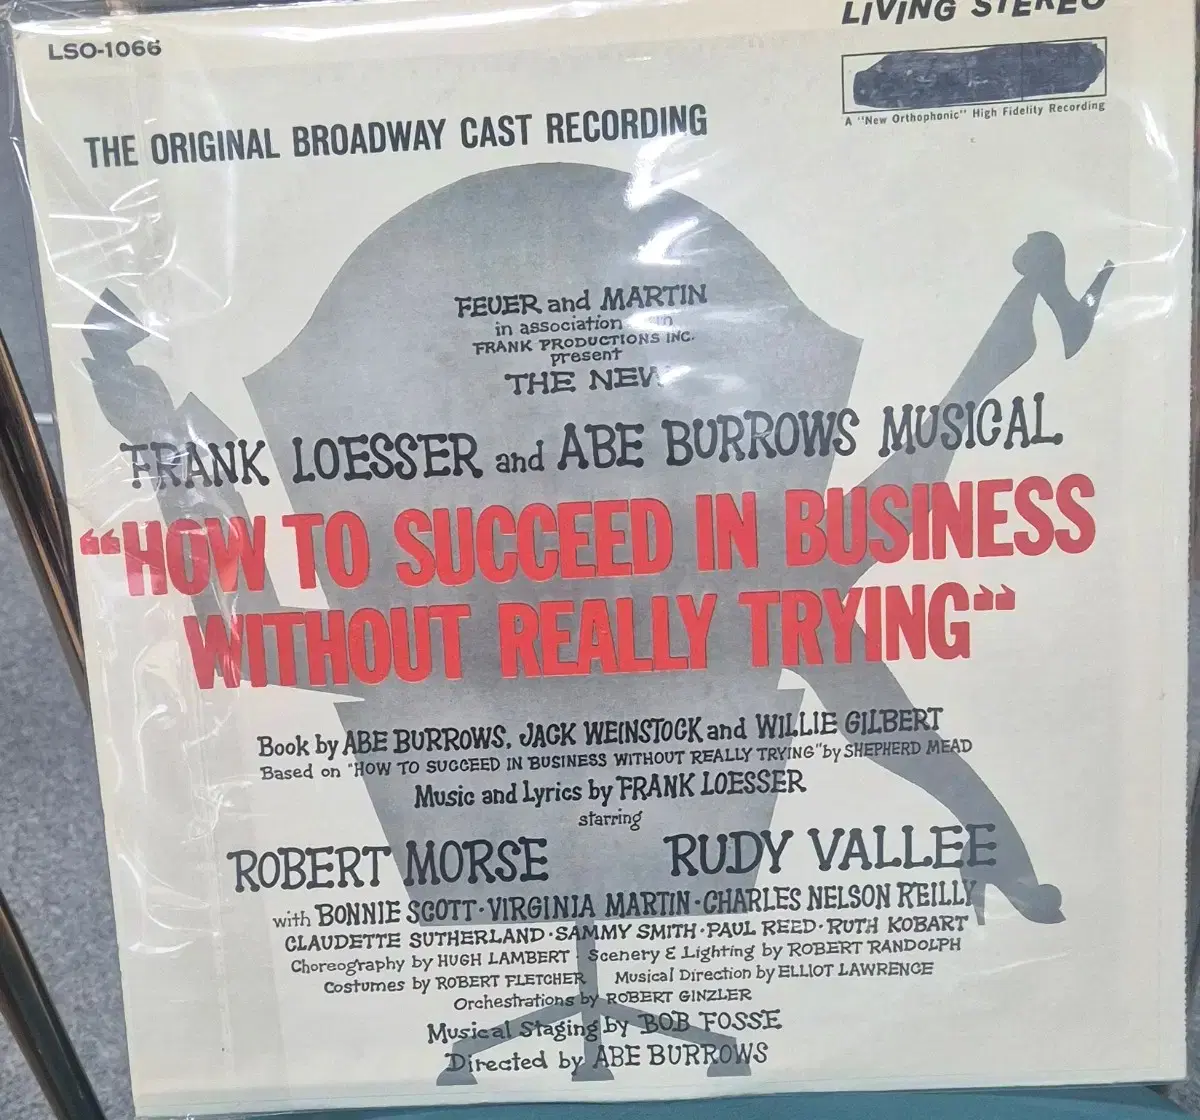 LIVING STEREO
LSO-1066
A "New Orthophonic" High Fidelity Recording
THE ORIGINAL BROADWAY CAST RECORDING
FEUER and MARTIN
in association
FRANK PRODUCTIONS INC.
present
THE NEW
FRANK LOESSER and ABE BURROWS MUSICAL
“HOW TO SUCCEED IN BUSINESS
WITHOUT REALLY TRYING”
Book by ABE BURROWS, JACK WEINSTOCK and WILLIE GILBERT
Based on "HOW TO SUCCEED IN BUSINESS WITHOUT REALLY TRYING" by SHEPHERD MEAD
Music and Lyrics by FRANK LOESSER
starring
ROBERT MORSE RUDY VALLEE
with BONNIE SCOTT · VIRGINIA MARTIN · CHARLES NELSON REILLY
CLAUDETTE SUTHERLAND · SAMMY SMITH · PAUL REED · RUTH KOBART
Choreography by HUGH LAMBERT · Scenery & Lighting by ROBERT RANDOLPH
Costumes by ROBERT FLETCHER Musical Direction by ELLIOT LAWRENCE
Orchestrations by ROBERT GINZLER
Musical Staging by BOB FOSSE
Directed by ABE BURROWS